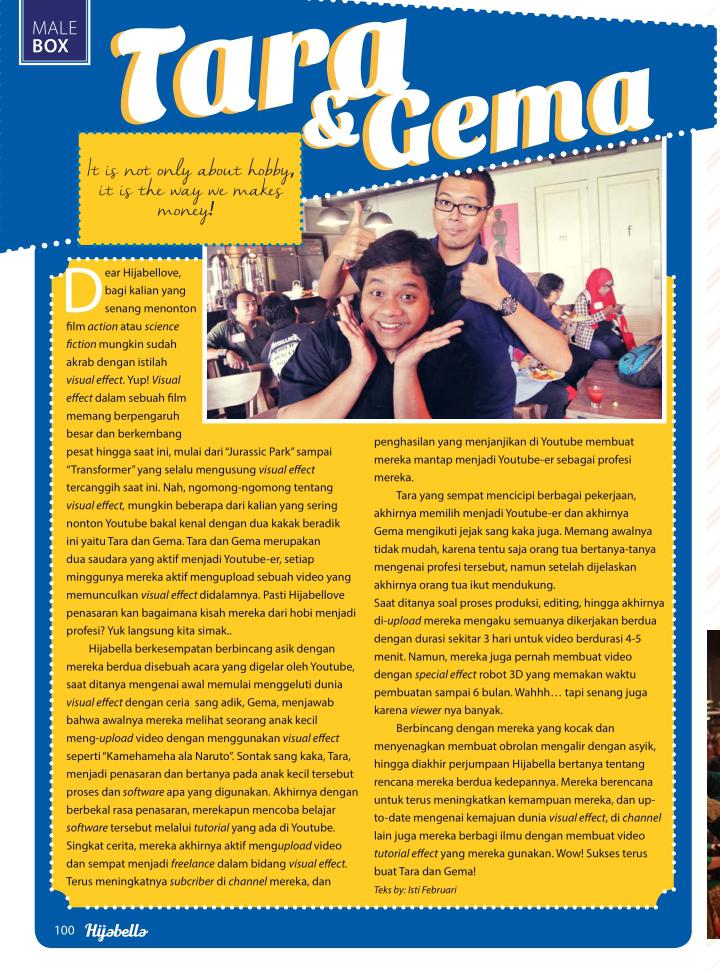 MALE
BOX
Tara
&Gema
It is not only about hobby,
it is the way we makes
money!
Dear Hijabellove,
bagi kalian yang
senang menonton
film action atau science
fiction mungkin sudah
akrab dengan istilah
visual effect. Yup! Visual
effect dalam sebuah film
memang berpengaruh
besar dan berkembang
pesat hingga saat ini, mulai dari “Jurassic Park” sampai
“Transformer” yang selalu mengusung visual effect
tercanggih saat ini. Nah, ngomong-ngomong tentang
visual effect, mungkin beberapa dari kalian yang sering
nonton Youtube bakal kenal dengan dua kakak beradik
ini yaitu Tara dan Gema. Tara dan Gema merupakan
dua saudara yang aktif menjadi Youtube-er, setiap
minggunya mereka aktif mengupload sebuah video yang
memunculkan visual effect didalamnya. Pasti Hijabellove
penasaran kan bagaimana kisah mereka dari hobi menjadi
profesi? Yuk langsung kita simak..
Hijabella berkesempatan berbincang asik dengan
mereka berdua disebuah acara yang digelar oleh Youtube,
saat ditanya mengenai awal memulai menggeluti dunia
visual effect dengan ceria sang adik, Gema, menjawab
bahwa awalnya mereka melihat seorang anak kecil
meng-upload video dengan menggunakan visual effect
seperti “Kamehameha ala Naruto”. Sontak sang kaka, Tara,
menjadi penasaran dan bertanya pada anak kecil tersebut
proses dan software apa yang digunakan. Akhirnya dengan
berbekal rasa penasaran, merekapun mencoba belajar
software tersebut melalui tutorial yang ada di Youtube.
Singkat cerita, mereka akhirnya aktif mengupload video
dan sempat menjadi freelance dalam bidang visual effect.
Terus meningkatnya subcriber di channel mereka, dan
penghasilan yang menjanjikan di Youtube membuat
mereka mantap menjadi Youtube-er sebagai profesi
mereka.
Tara yang sempat mencicipi berbagai pekerjaan,
akhirnya memilih menjadi Youtube-er dan akhirnya
Gema mengikuti jejak sang kaka juga. Memang awalnya
tidak mudah, karena tentu saja orang tua bertanya-tanya
mengenai profesi tersebut, namun setelah dijelaskan
akhirnya orang tua ikut mendukung.
Saat ditanya soal proses produksi, editing, hingga akhirnya
di-upload mereka mengaku semuanya dikerjakan berdua
dengan durasi sekitar 3 hari untuk video berdurasi 4-5
menit. Namun, mereka juga pernah membuat video
dengan special effect robot 3D yang memakan waktu
pembuatan sampai 6 bulan. Wahhh… tapi senang juga
karena viewer nya banyak.
Berbincang dengan mereka yang kocak dan
menyenagkan membuat obrolan mengalir dengan asyik,
hingga diakhir perjumpaan Hijabella bertanya tentang
rencana mereka berdua kedepannya. Mereka berencana
untuk terus meningkatkan kemampuan mereka, dan up-
to-date mengenai kemajuan dunia visual effect, di channel
lain juga mereka berbagi ilmu dengan membuat video
tutorial effect yang mereka gunakan. Wow! Sukses terus
buat Tara dan Gema!
Teks by: Isti Februari
100 Hijabella